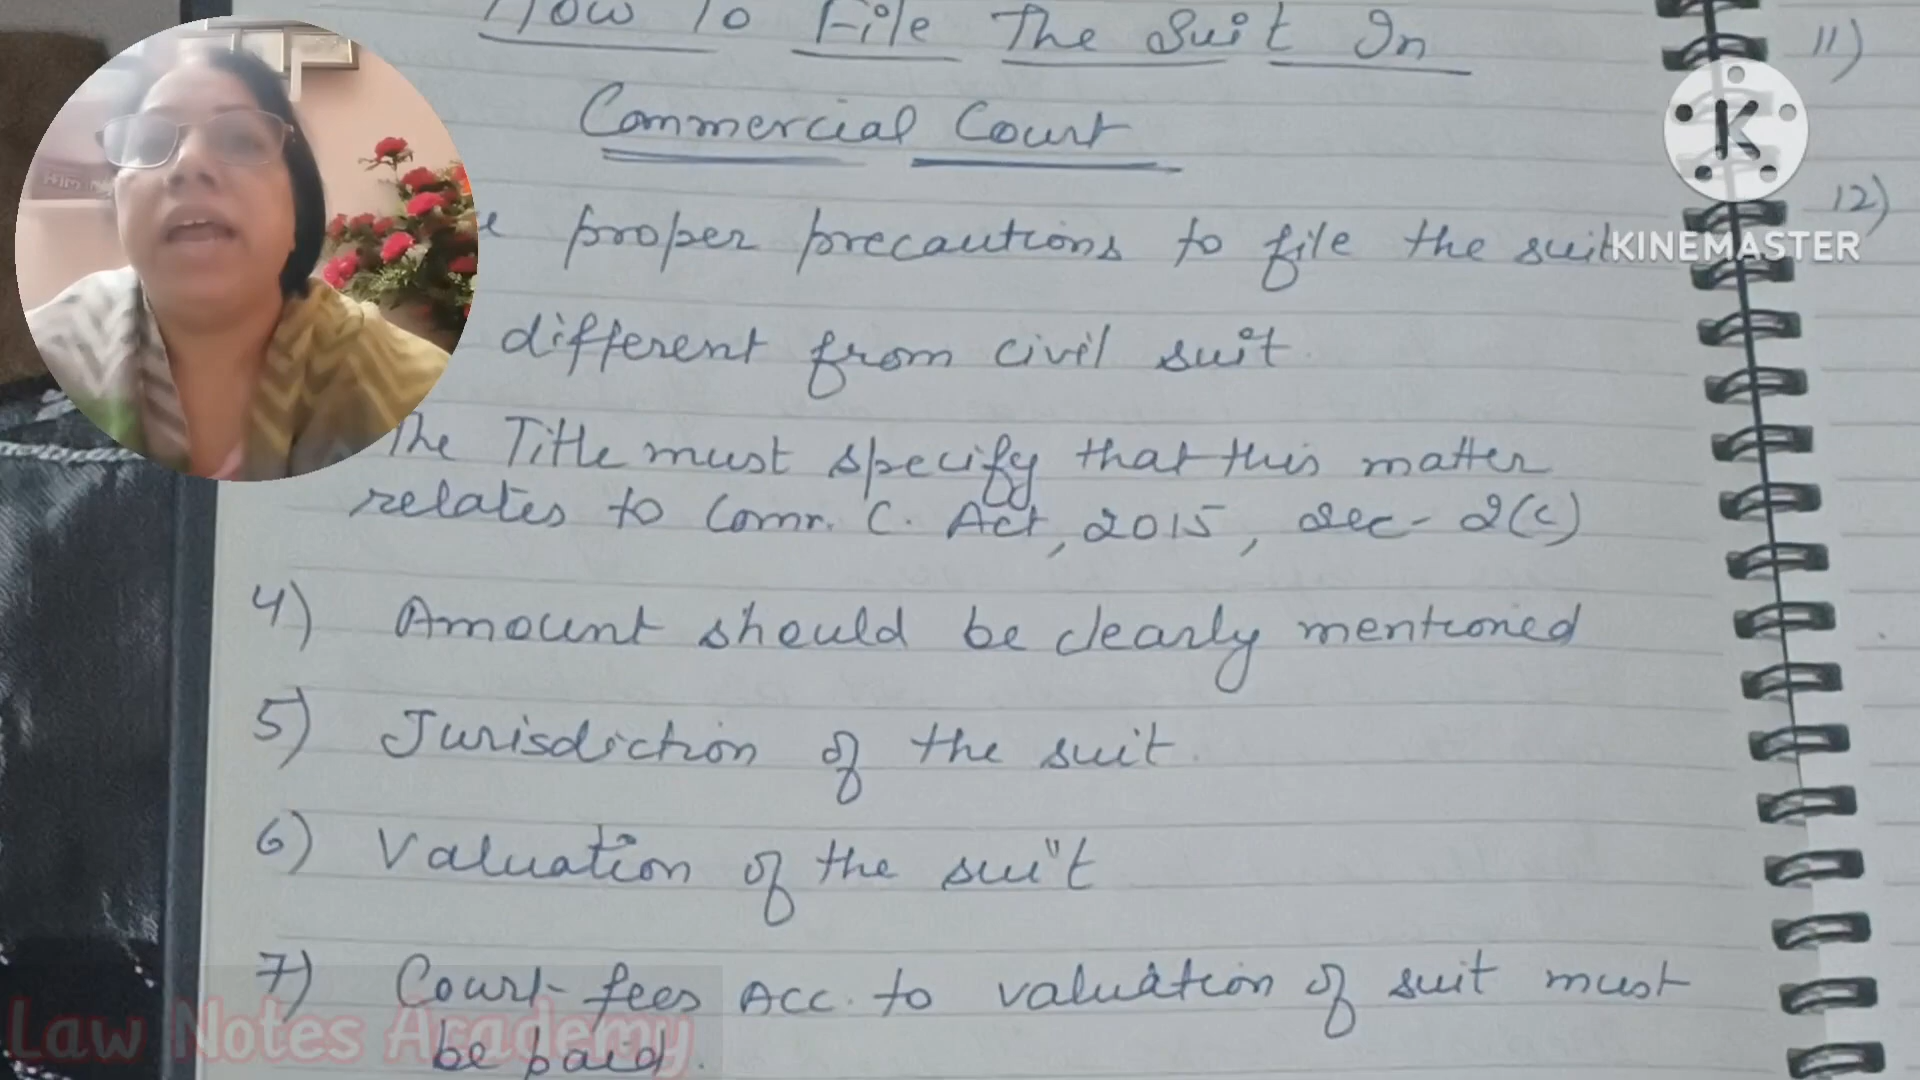 How To File The Suit In
Commercial Court
proper precautions to file the suit
different from civil suit
The Title must specify that this matter
relates to Comr. C. Act, 2015, Sec - 2(c)
4) Amount should be clearly mentioned
5) Jurisdiction of the suit.
6) Valuation of the suit
7) Court fees Acc. to valuation of suit must
be paid.
11)
12)
K
KINEMASTER
Law Notes Academy